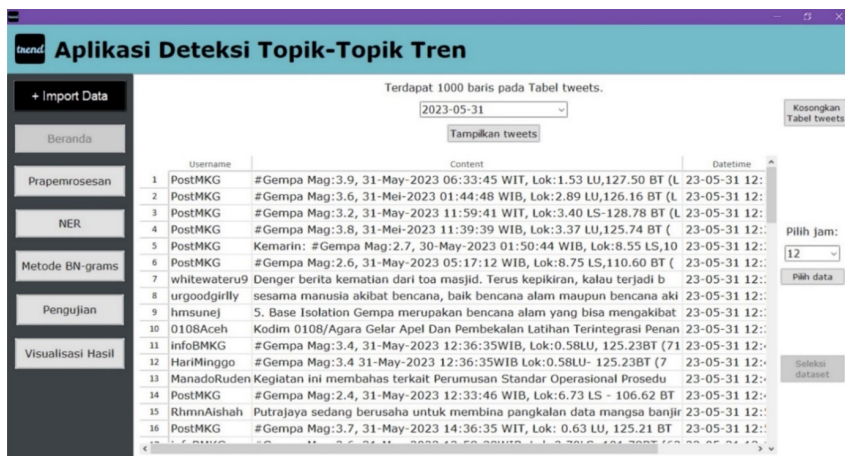 trend Aplikasi Deteksi Topik-Topik Tren
+ Import Data
Beranda
Prapemrosesan
NER
Metode BN-grams
Pengujian
Visualisasi Hasil
Terdapat 1000 baris pada Tabel tweets.
2023-05-31
Tampilkan tweets
Kosongkan
Tabel tweets
Username Content Datetime
1 PostMKG #Gempa Mag:3.9, 31-May-2023 06:33:45 WIT, Lok:1.53 LU,127.50 BT (L 23-05-31 12:
2 PostMKG #Gempa Mag:3.6, 31-Mei-2023 01:44:48 WIB, Lok:2.89 LU,126.16 BT (L 23-05-31 12:
3 PostMKG #Gempa Mag:3.2, 31-May-2023 11:59:41 WIT, Lok:3.40 LS-128.78 BT (L 23-05-31 12:
4 PostMKG #Gempa Mag:3.8, 31-Mei-2023 11:39:39 WIB, Lok:3.37 LU,125.74 BT ( 23-05-31 12:
5 PostMKG Kemarin: #Gempa Mag:2.7, 30-May-2023 01:50:44 WIB, Lok:8.55 LS,10 23-05-31 12:
6 PostMKG #Gempa Mag:2.6, 31-May-2023 05:17:12 WIB, Lok:8.75 LS,110.60 BT ( 23-05-31 12:
7 whitewateru9 Denger berita kematian dari toa masjid. Terus kepikiran, kalau terjadi b 23-05-31 12:
8 urgoodgirlly sesama manusia akibat bencana, baik bencana alam maupun bencana aki 23-05-31 12:
9 hmsunej 5. Base Isolation Gempa merupakan bencana alam yang bisa mengakibat 23-05-31 12:
10 0108Aceh Kodim 0108/Agara Gelar Apel Dan Pembekalan Latihan Terintegrasi Penan 23-05-31 12:
11 infoBMKG #Gempa Mag:3.4, 31-May-2023 12:36:35WIB, Lok:0.58LU, 125.23BT (71 23-05-31 12:
12 HariMinggo #Gempa Mag:3.4 31-May-2023 12:36:35WIB Lok:0.58LU- 125.23BT (7 23-05-31 12:
13 ManadoRuden Kegiatan ini membahas terkait Perumusan Standar Operasional Prosedu 23-05-31 12:
14 PostMKG #Gempa Mag:2.4, 31-May-2023 12:33:46 WIB, Lok:6.73 LS - 106.62 BT 23-05-31 12:
15 RhmnAishah Putrajaya sedang berusaha untuk membina pangkalan data mangsa banjir 23-05-31 12:
16 PostMKG #Gempa Mag:3.7, 31-May-2023 14:36:35 WIT, Lok: 0.63 LU, 125.21 BT 23-05-31 12:
Pilih jam:
12
Pilih data
Seleksi
dataset